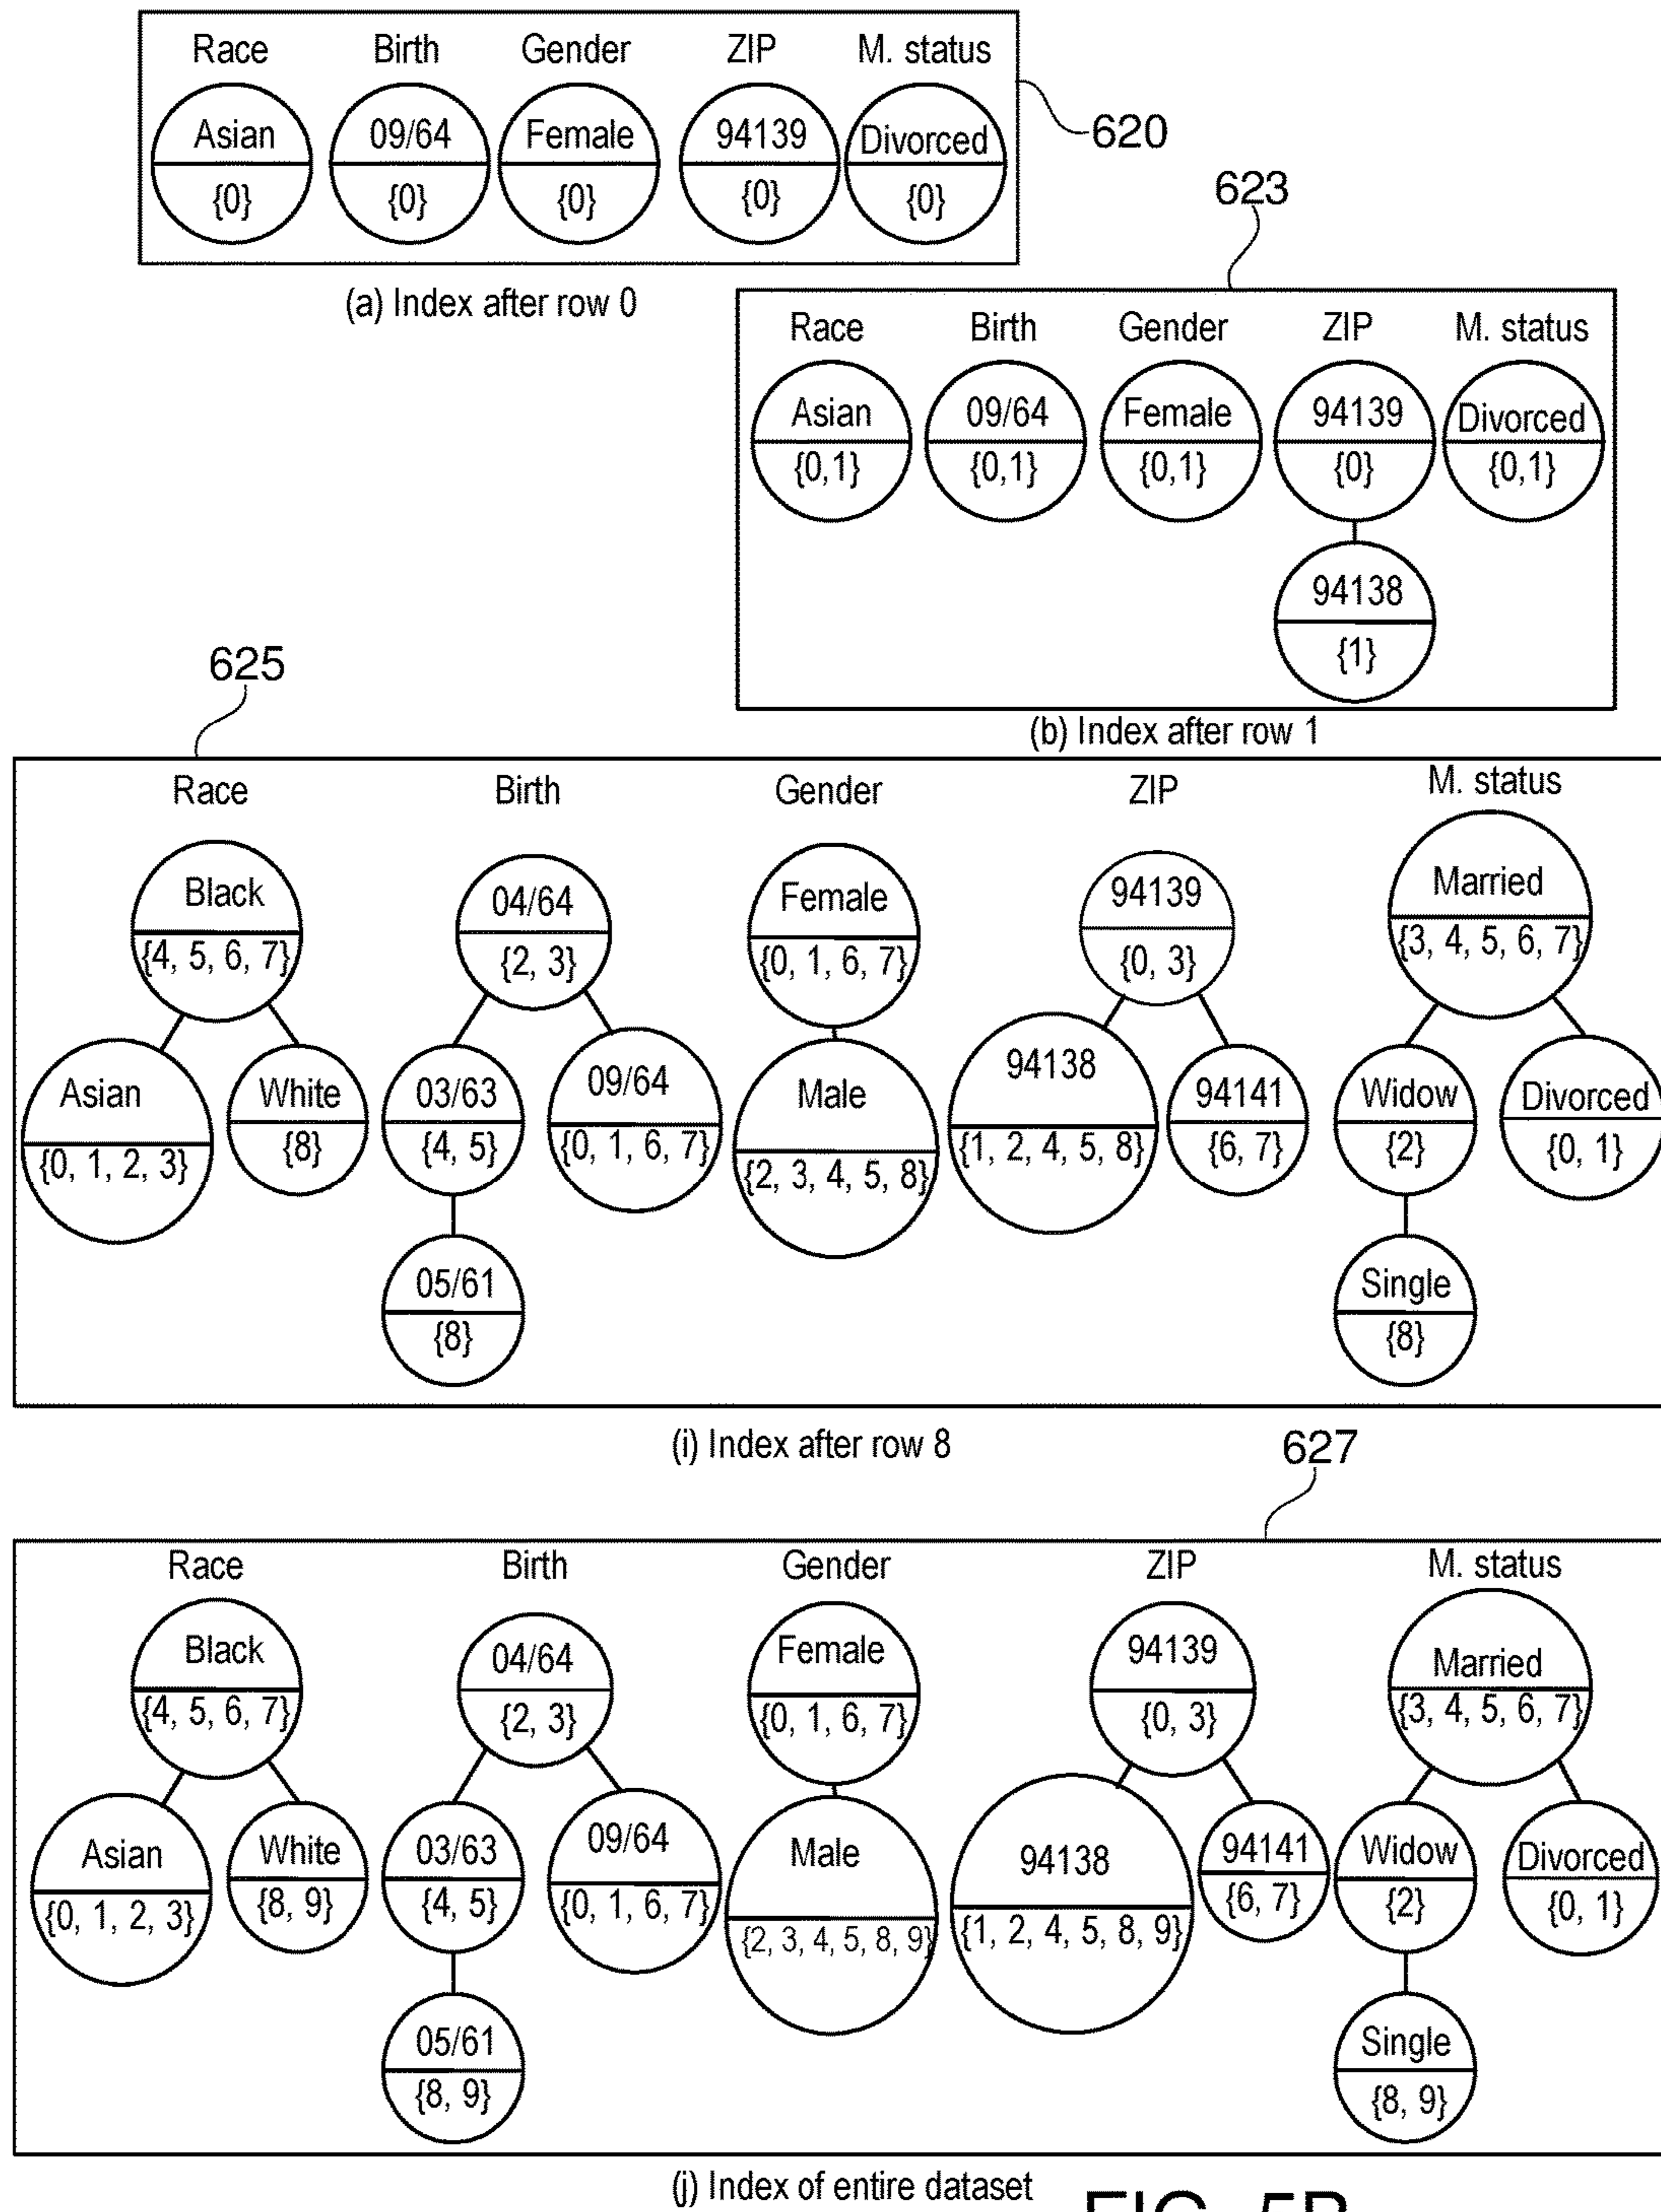 Race Birth Gender ZIP M. status
Asian 09/64 Female 94139 Divorced
{0} {0} {0} {0} {0}
620
(a) Index after row 0
623
Race Birth Gender ZIP M. status
Asian 09/64 Female 94139 Divorced
{0,1} {0,1} {0,1} {0} {0,1}
94138
{1}
(b) Index after row 1
625
Race Birth Gender ZIP M. status
Black 04/64 Female 94139 Married
{4, 5, 6, 7} {2, 3} {0, 1, 6, 7} {0, 3} {3, 4, 5, 6, 7}
Asian White 03/63 09/64 Male 94138 94141 Widow Divorced
{0, 1, 2, 3} {8} {4, 5} {0, 1, 6, 7} {2, 3, 4, 5, 8} {1, 2, 4, 5, 8} {6, 7} {2} {0, 1}
05/61 Single
{8} {8}
(i) Index after row 8
627
Race Birth Gender ZIP M. status
Black 04/64 Female 94139 Married
{4, 5, 6, 7} {2, 3} {0, 1, 6, 7} {0, 3} {3, 4, 5, 6, 7}
Asian White 03/63 09/64 Male 94138 94141 Widow Divorced
{0, 1, 2, 3} {8, 9} {4, 5} {0, 1, 6, 7} {2, 3, 4, 5, 8, 9} {1, 2, 4, 5, 8, 9} {6, 7} {2} {0, 1}
05/61 Single
{8, 9} {8, 9}
(j) Index of entire dataset
FIG. 5B